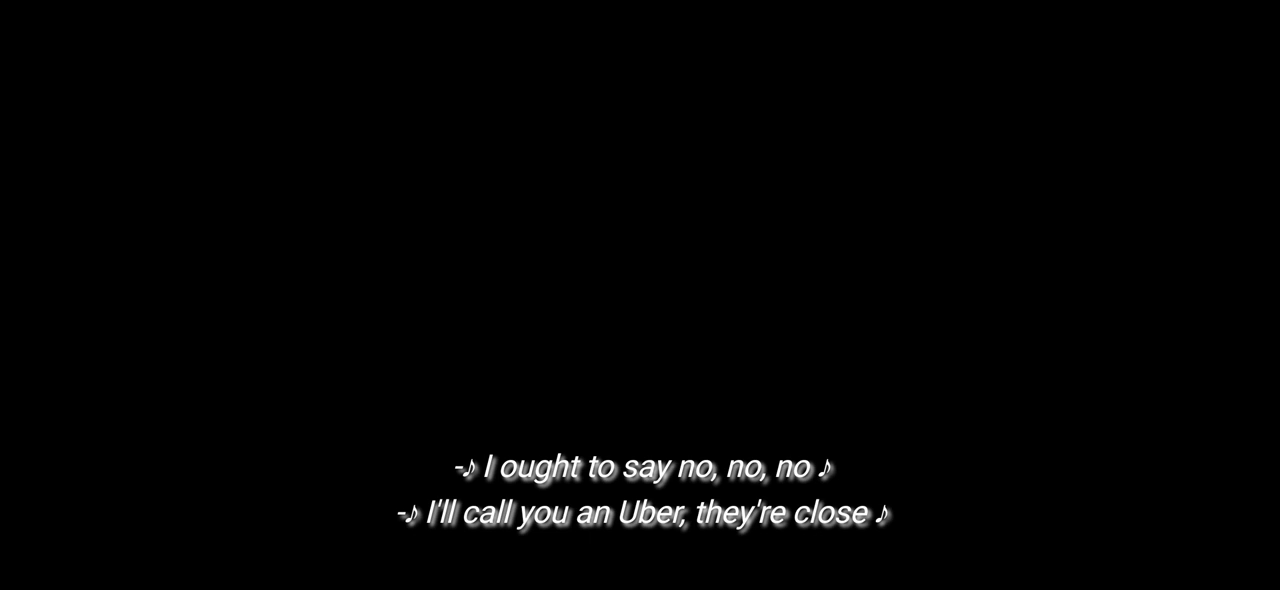 -♪ I ought to say no, no, no ♪
-♪ I'll call you an Uber, they're close ♪